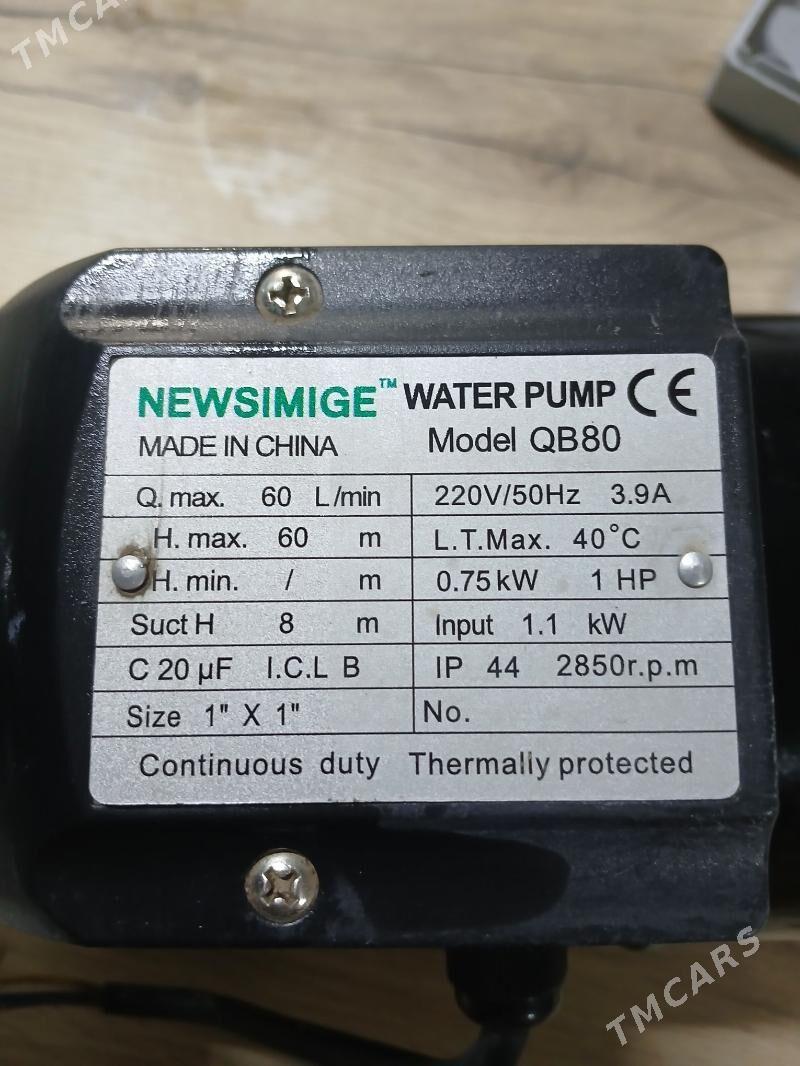 TMCARS
NEWSIMIGE™ WATER PUMP CE
MADE IN CHINA Model QB80
Q. max. 60 L/min 220V/50Hz 3.9A
H. max. 60 m L.T.Max. 40°C
H. min. / m 0.75kW 1 HP
Suct H 8 m Input 1.1 kW
C 20 µF I.C.L B IP 44 2850r.p.m
Size 1" X 1" No.
Continuous duty Thermally protected
TMCARS